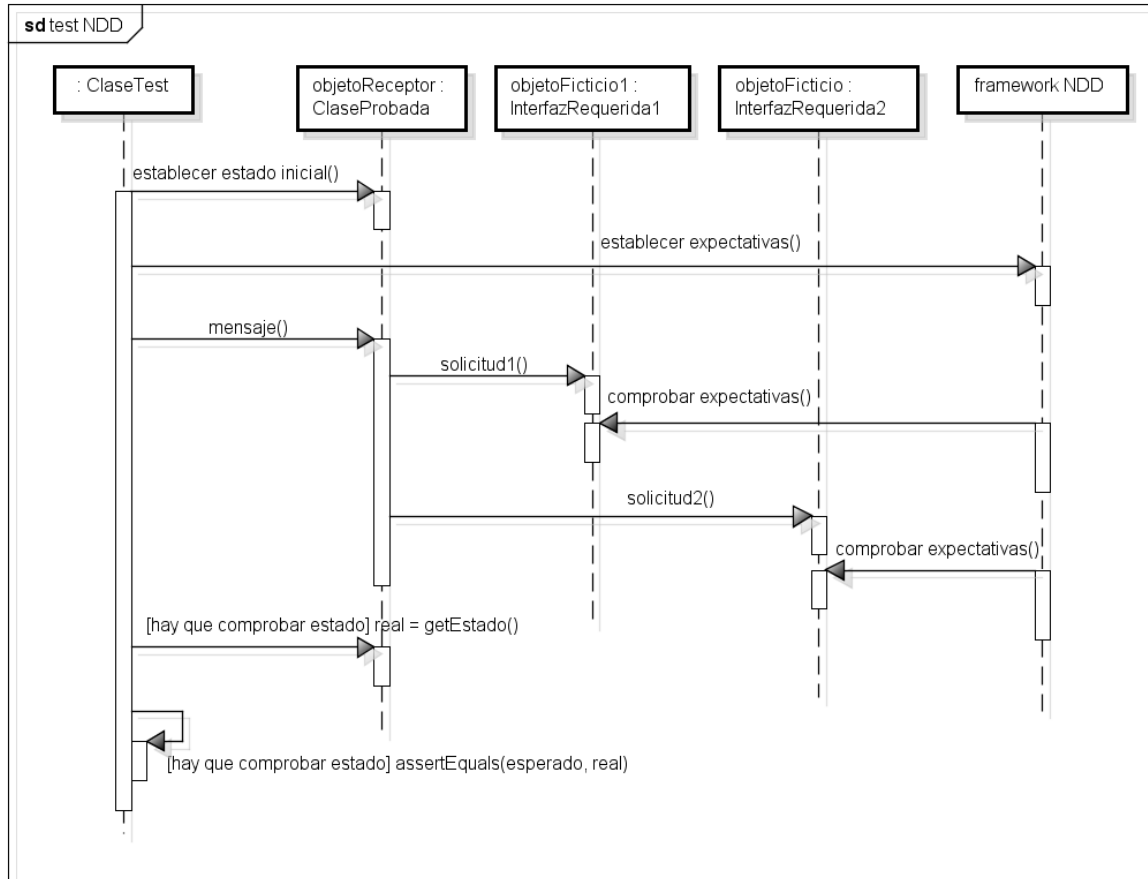 sd test NDD
: ClaseTest
objetoReceptor :
ClaseProbada
objetoFicticio1 :
InterfazRequerida1
objetoFicticio :
InterfazRequerida2
framework NDD
establecer estado inicial()
establecer expectativas()
mensaje()
solicitud1()
comprobar expectativas()
solicitud2()
comprobar expectativas()
[hay que comprobar estado] real = getEstado()
[hay que comprobar estado] assertEquals(esperado, real)